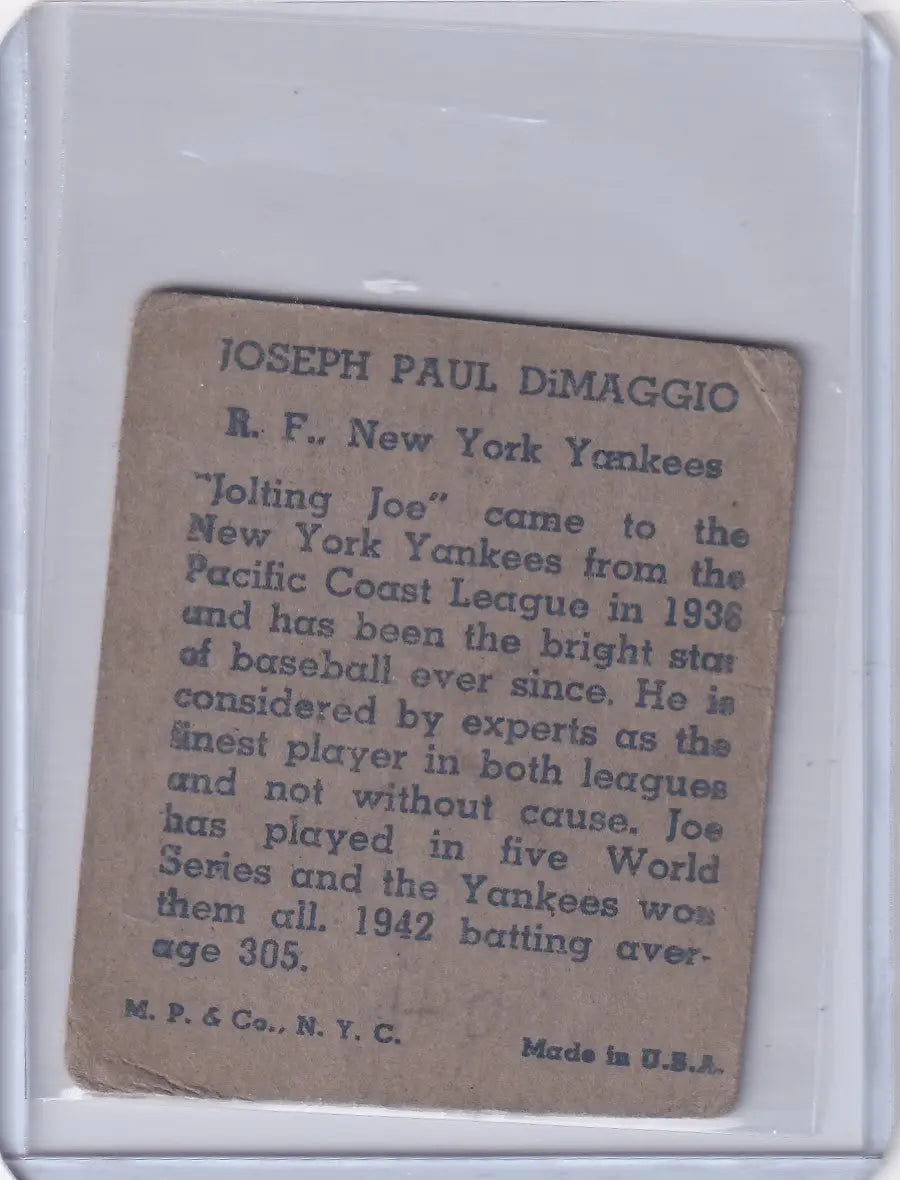 JOSEPH PAUL DiMAGGIO
R. F., New York Yankees
"Jolting Joe" came to the
New York Yankees from the
Pacific Coast League in 1936
and has been the bright star
of baseball ever since. He is
considered by experts as the
finest player in both leagues
and not without cause. Joe
has played in five World
Series and the Yankees won
them all. 1942 batting aver-
age 305.
M. P. & Co., N. Y. C.
Made in U.S.A.